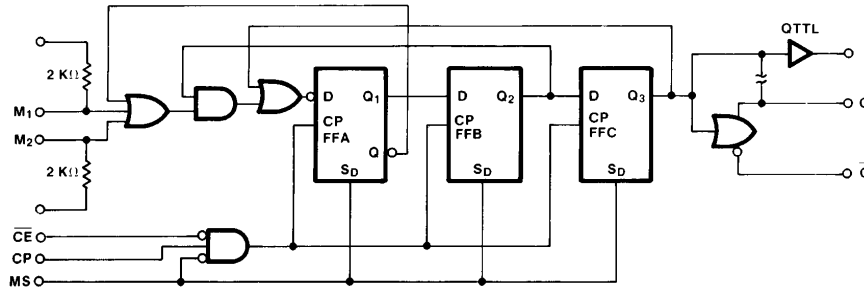 QTTL
2 KΩ
M1
D Q1
D Q2
D Q3
CP
FFA
CP
FFB
CP
FFC
M2
Q
SD
SD
SD
2 KΩ
CE
CP
MS